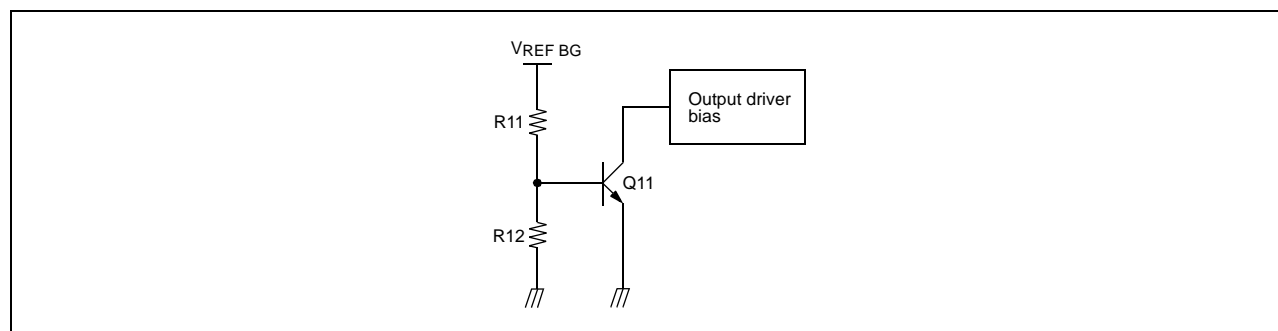 VREF BG
Output driver
bias
R11
Q11
R12